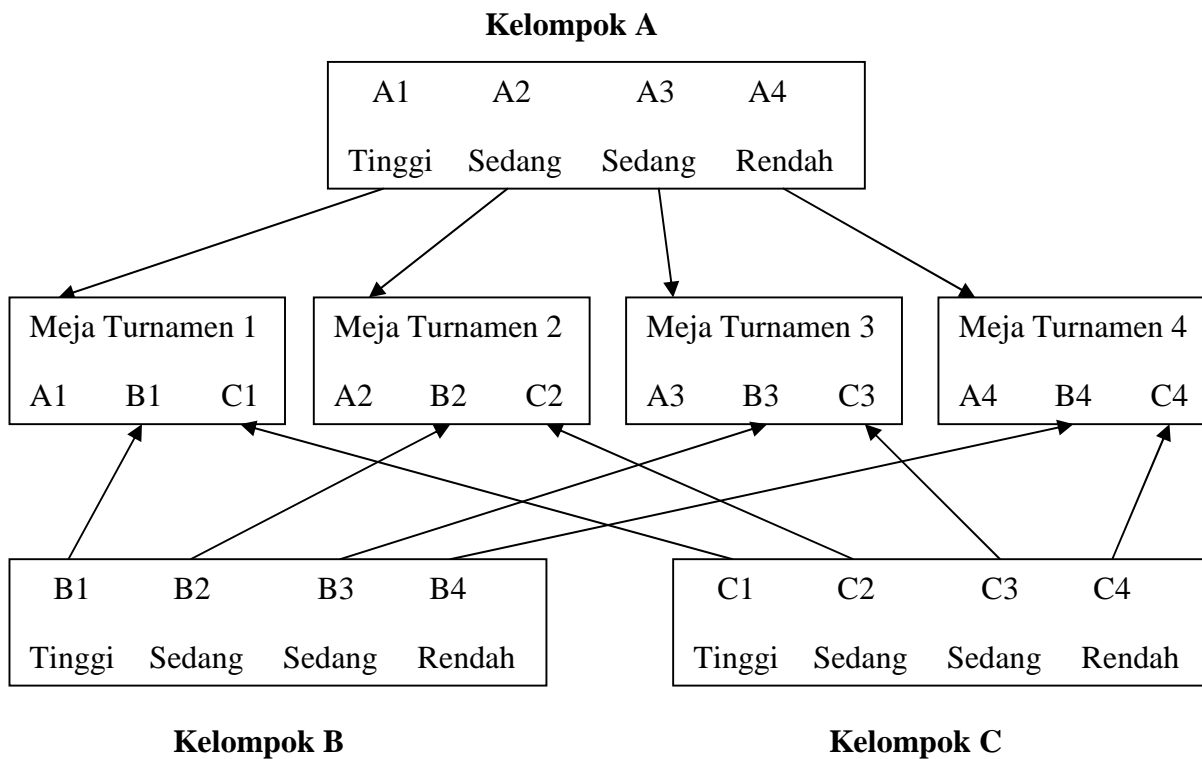 Kelompok A
A1 A2 A3 A4
Tinggi Sedang Sedang Rendah
Meja Turnamen 1
A1 B1 C1
Meja Turnamen 2
A2 B2 C2
Meja Turnamen 3
A3 B3 C3
Meja Turnamen 4
A4 B4 C4
B1 B2 B3 B4
Tinggi Sedang Sedang Rendah
Kelompok B
C1 C2 C3 C4
Tinggi Sedang Sedang Rendah
Kelompok C